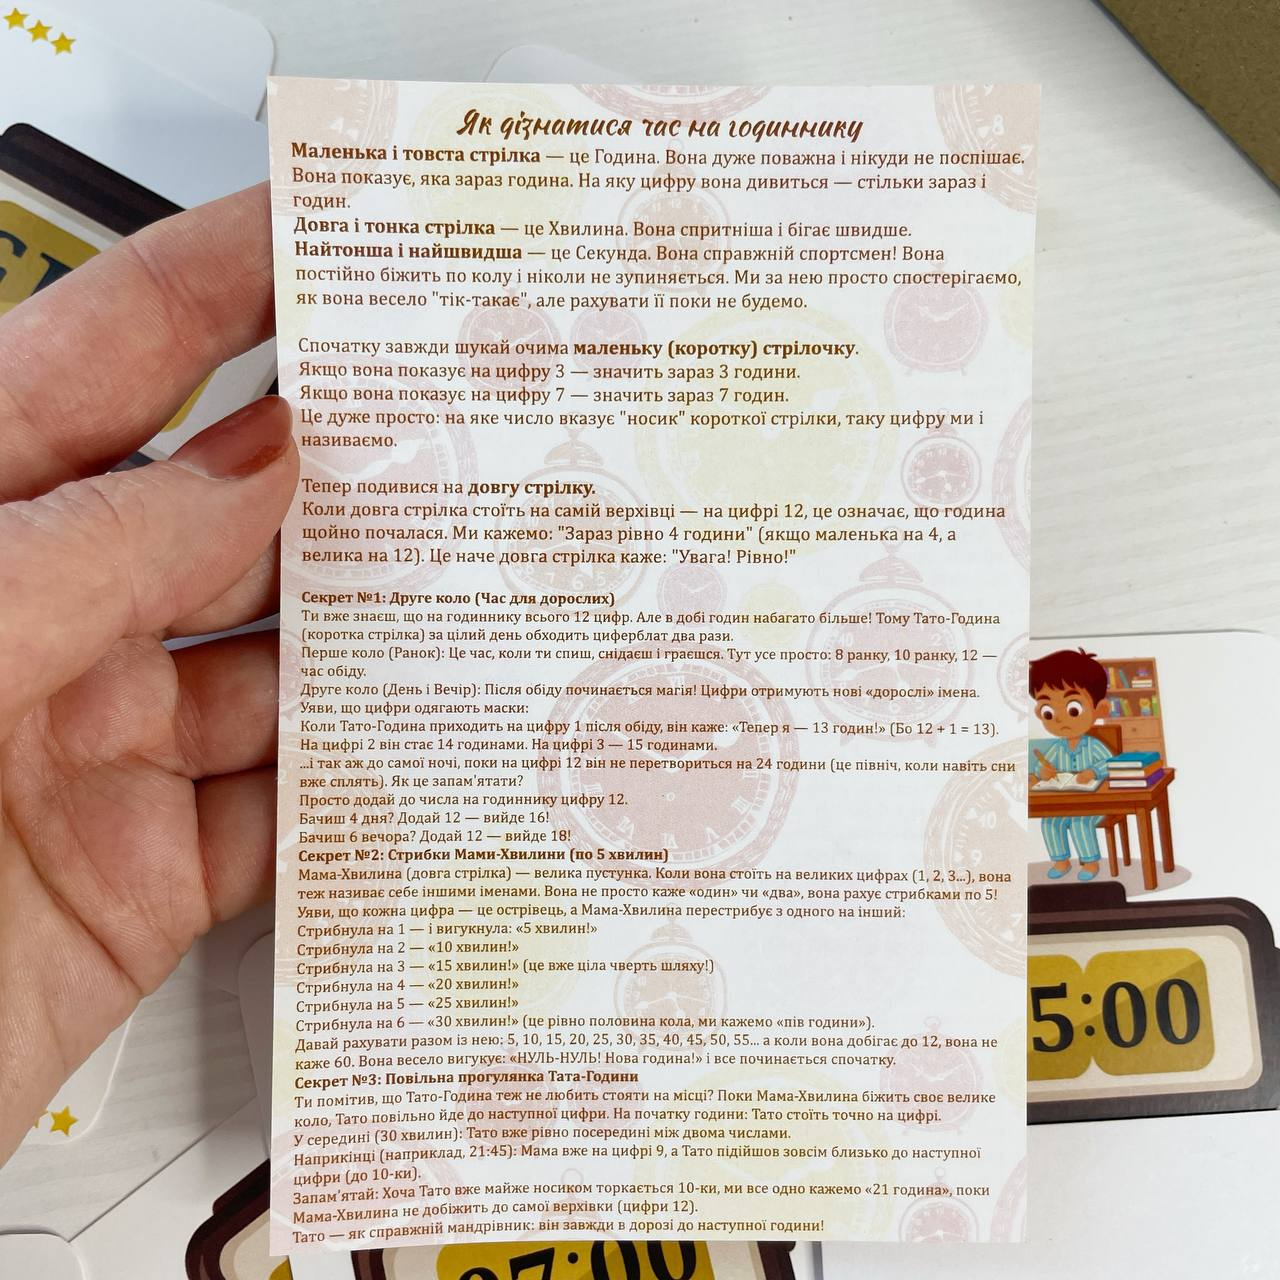 Як дізнатися час на годиннику
Маленька і товста стрілка — це Година. Вона дуже поважна і нікуди не поспішає.
Вона показує, яка зараз година. На яку цифру вона дивиться — стільки зараз і
годин.
Довга і тонка стрілка — це Хвилина. Вона спритніша і бігає швидше.
Найтонша і найшвидша — це Секунда. Вона справжній спортсмен! Вона
постійно біжить по колу і ніколи не зупиняється. Ми за нею просто спостерігаємо,
як вона весело "тік-такає", але рахувати її поки не будемо.
Спочатку завжди шукай очима маленьку (коротку) стрілочку.
Якщо вона показує на цифру 3 — значить зараз 3 години.
Якщо вона показує на цифру 7 — значить зараз 7 годин.
Це дуже просто: на яке число вказує "носик" короткої стрілки, таку цифру ми і
називаємо.
Тепер подивися на довгу стрілку.
Коли довга стрілка стоїть на самій верхівці — на цифрі 12, це означає, що година
щойно почалася. Ми кажемо: "Зараз рівно 4 години" (якщо маленька на 4, а
велика на 12). Це наче довга стрілка каже: "Увага! Рівно!"
Секрет №1: Друге коло (Час для дорослих)
Ти вже знаєш, що на годиннику всього 12 цифр. Але в добі годин набагато більше! Тому Тато-Година
(коротка стрілка) за цілий день обходить циферблат два рази.
Перше коло (Ранок): Це час, коли ти спиш, снідаєш і граєшся. Тут усе просто: 8 ранку, 10 ранку, 12 —
час обіду.
Друге коло (День і Вечір): Після обіду починається магія! Цифри отримують нові «дорослі» імена.
Уяви, що цифри одягають маски:
Коли Тато-Година приходить на цифру 1 після обіду, він каже: «Тепер я — 13 годин!» (Бо 12 + 1 = 13).
На цифрі 2 він стає 14 годинами. На цифрі 3 — 15 годинами.
...і так аж до самої ночі, поки на цифрі 12 він не перетвориться на 24 години (це північ, коли навіть сни
вже сплять). Як це запам'ятати?
Просто додай до числа на годиннику цифру 12.
Бачиш 4 дня? Додай 12 — вийде 16!
Бачиш 6 вечора? Додай 12 — вийде 18!
Секрет №2: Стрибки Мами-Хвилини (по 5 хвилин)
Мама-Хвилина (довга стрілка) — велика пустунка. Коли вона стоїть на великих цифрах (1, 2, 3...), вона
теж називає себе іншими іменами. Вона не просто каже «один» чи «два», вона рахує стрибками по 5!
Уяви, що кожна цифра — це острівець, а Мама-Хвилина перестрибує з одного на інший:
Стрибнула на 1 — і вигукнула: «5 хвилин!»
Стрибнула на 2 — «10 хвилин!»
Стрибнула на 3 — «15 хвилин!» (це вже ціла чверть шляху!)
Стрибнула на 4 — «20 хвилин!»
Стрибнула на 5 — «25 хвилин!»
Стрибнула на 6 — «30 хвилин!» (це рівно половина кола, ми кажемо «пів години»).
Давай рахувати разом із нею: 5, 10, 15, 20, 25, 30, 35, 40, 45, 50, 55... а коли вона добігає до 12, вона не
каже 60. Вона весело вигукує: «НУЛЬ-НУЛЬ! Нова година!» і все починається спочатку.
Секрет №3: Повільна прогулянка Тата-Години
Ти помітив, що Тато-Година теж не любить стояти на місці? Поки Мама-Хвилина біжить своє велике
коло, Тато повільно йде до наступної цифри. На початку години: Тато стоїть точно на цифрі.
У середині (30 хвилин): Тато вже рівно посередині між двома числами.
Наприкінці (наприклад, 21:45): Мама вже на цифрі 9, а Тато підійшов зовсім близько до наступної
цифри (до 10-ки).
Запам'ятай: Хоча Тато вже майже носиком торкається 10-ки, ми все одно кажемо «21 година», поки
Мама-Хвилина не добіжить до самої верхівки (цифри 12).
Тато — як справжній мандрівник: він завжди в дорозі до наступної години!
5:00
07:00